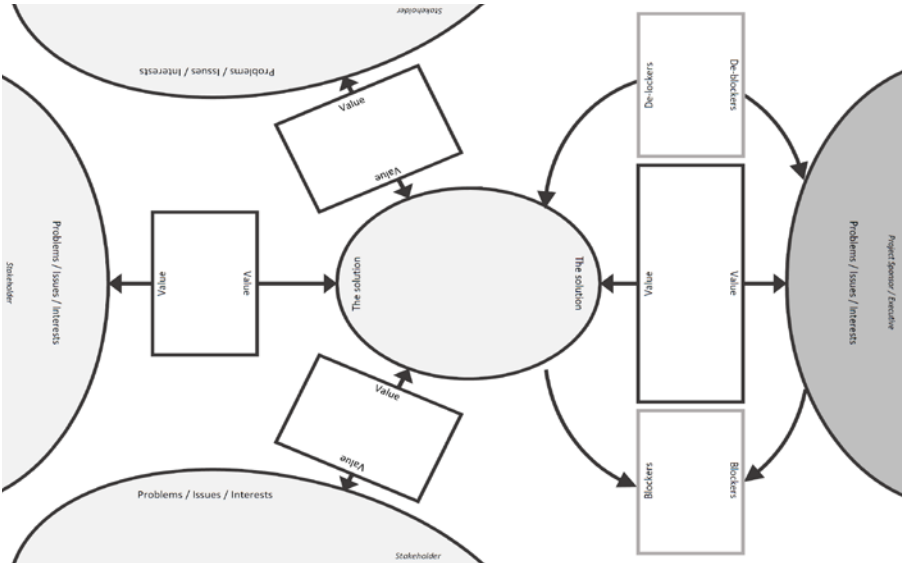 Stakeholder
Problems / Issues / Interests
Value
Value
De-lockers
De-blockers
Stakeholder
Problems / Issues / Interests
Value
Value
The solution
The solution
Value
Value
Problems / Issues / Interests
Project Sponsor / Executive
Value
Value
Blockers
Blockers
Problems / Issues / Interests
Stakeholder